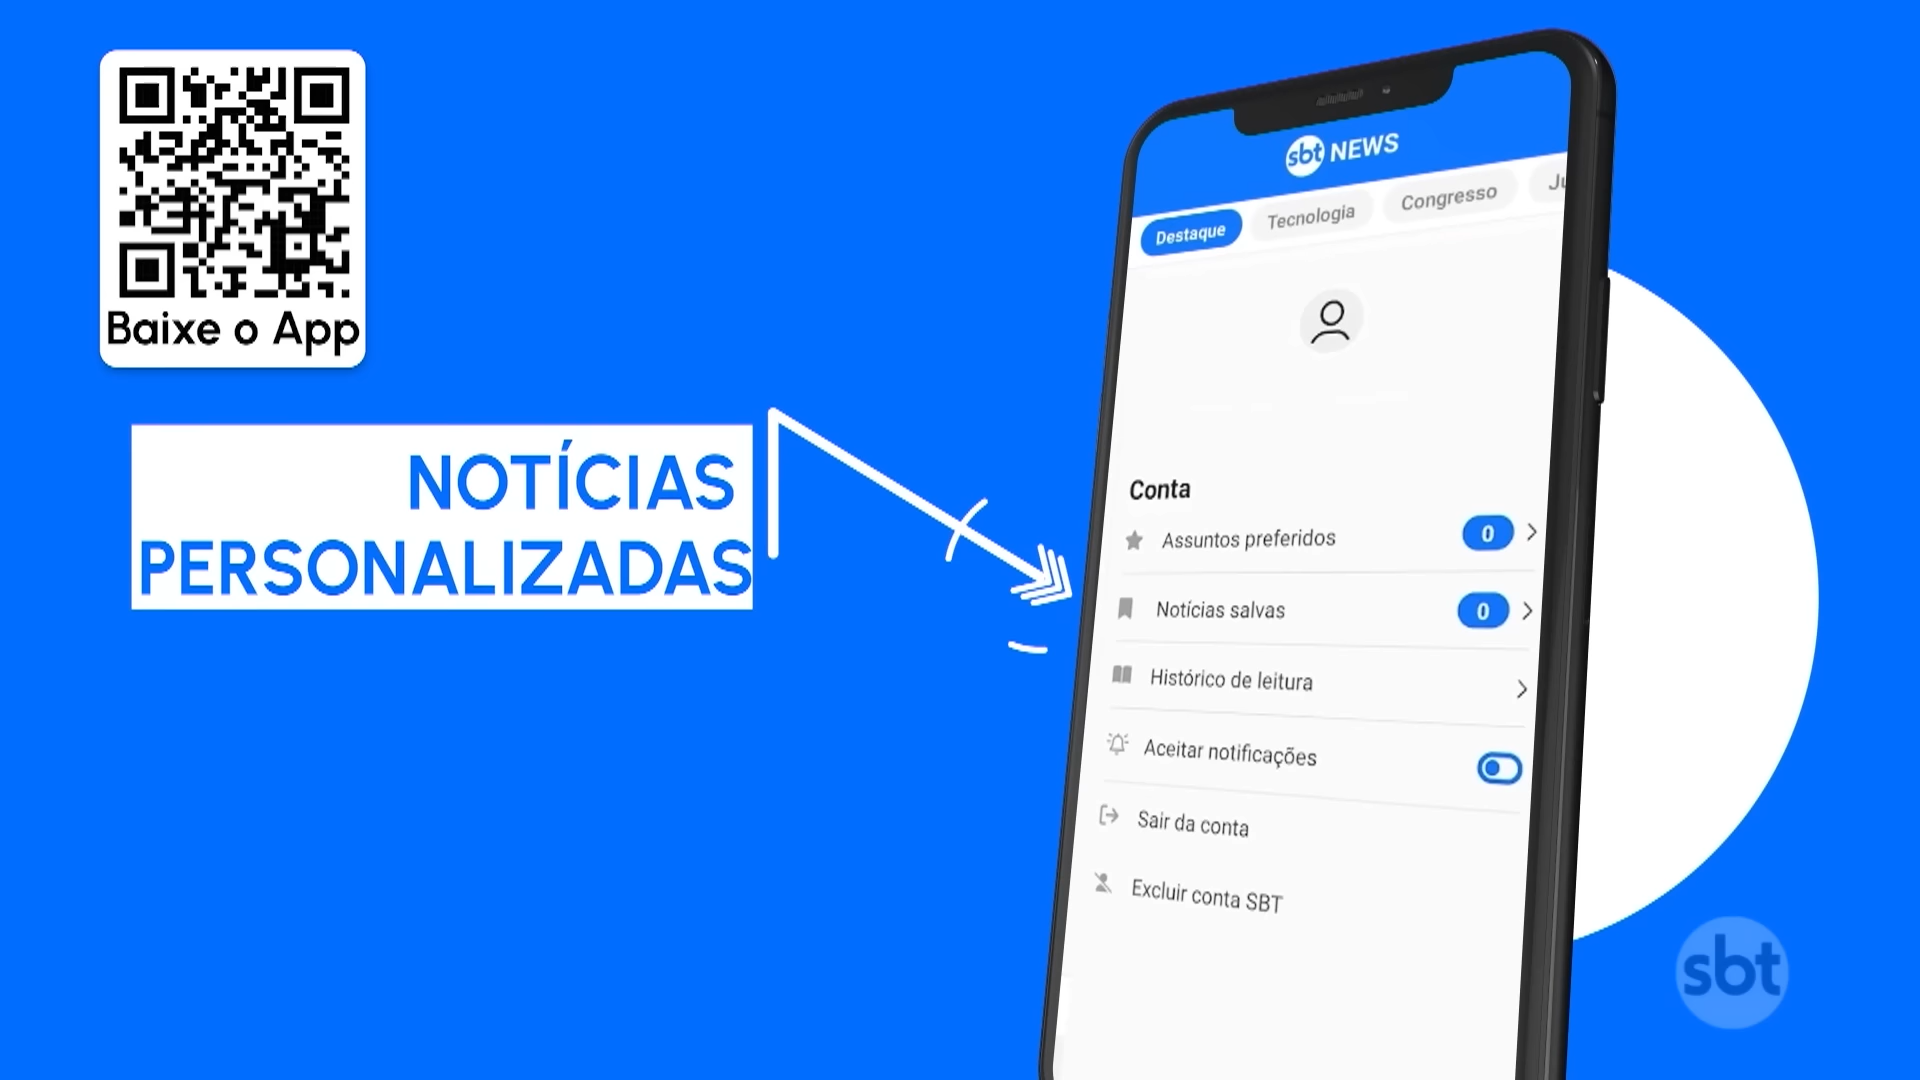 Baixe o App
NOTÍCIAS
PERSONALIZADAS
sbt NEWS
Destaque
Tecnologia
Congresso
Ju
Conta
Assuntos preferidos
0
Notícias salvas
0
Histórico de leitura
Aceitar notificações
Sair da conta
Excluir conta SBT
sbt